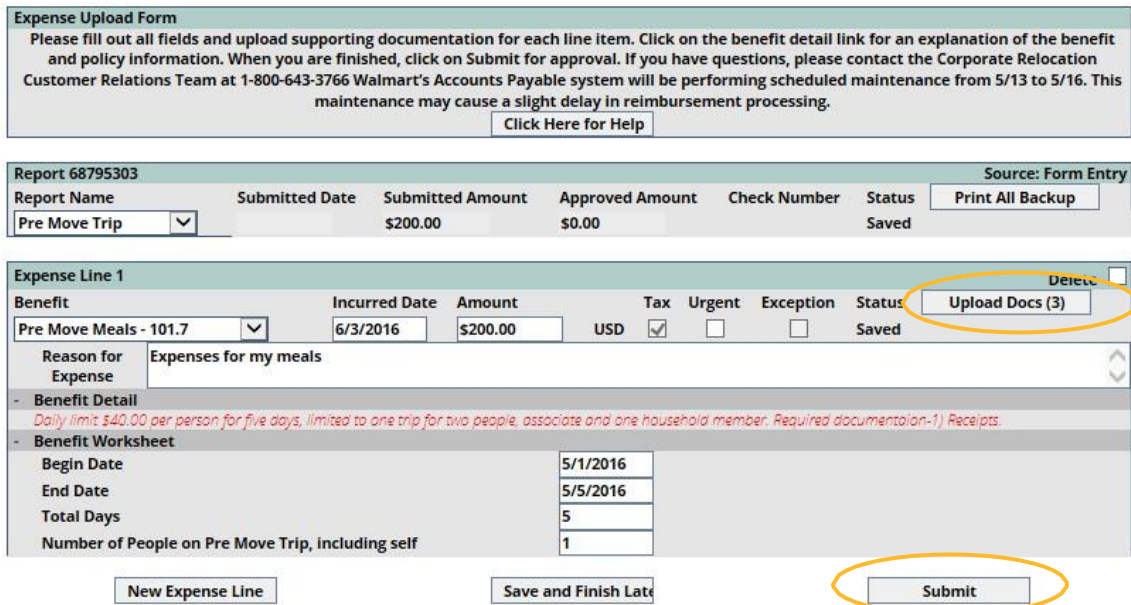 Expense Upload Form
Please fill out all fields and upload supporting documentation for each line item. Click on the benefit detail link for an explanation of the benefit
and policy information. When you are finished, click on Submit for approval. If you have questions, please contact the Corporate Relocation
Customer Relations Team at 1-800-643-3766 Walmart's Accounts Payable system will be performing scheduled maintenance from 5/13 to 5/16. This
maintenance may cause a slight delay in reimbursement processing.
Click Here for Help
Report 68795303 Source: Form Entry
Report Name Submitted Date Submitted Amount Approved Amount Check Number Status Print All Backup
Pre Move Trip $200.00 $0.00 Saved
Expense Line 1 Delete
Benefit Incurred Date Amount Tax Urgent Exception Status Upload Docs (3)
Pre Move Meals - 101.7 6/3/2016 $200.00 USD Saved
Reason for Expenses for my meals
Expense
- Benefit Detail
Daily limit $40.00 per person for five days, limited to one trip for two people, associate and one household member. Required documentaion-1) Receipts.
- Benefit Worksheet
Begin Date 5/1/2016
End Date 5/5/2016
Total Days 5
Number of People on Pre Move Trip, including self 1
New Expense Line Save and Finish Late Submit